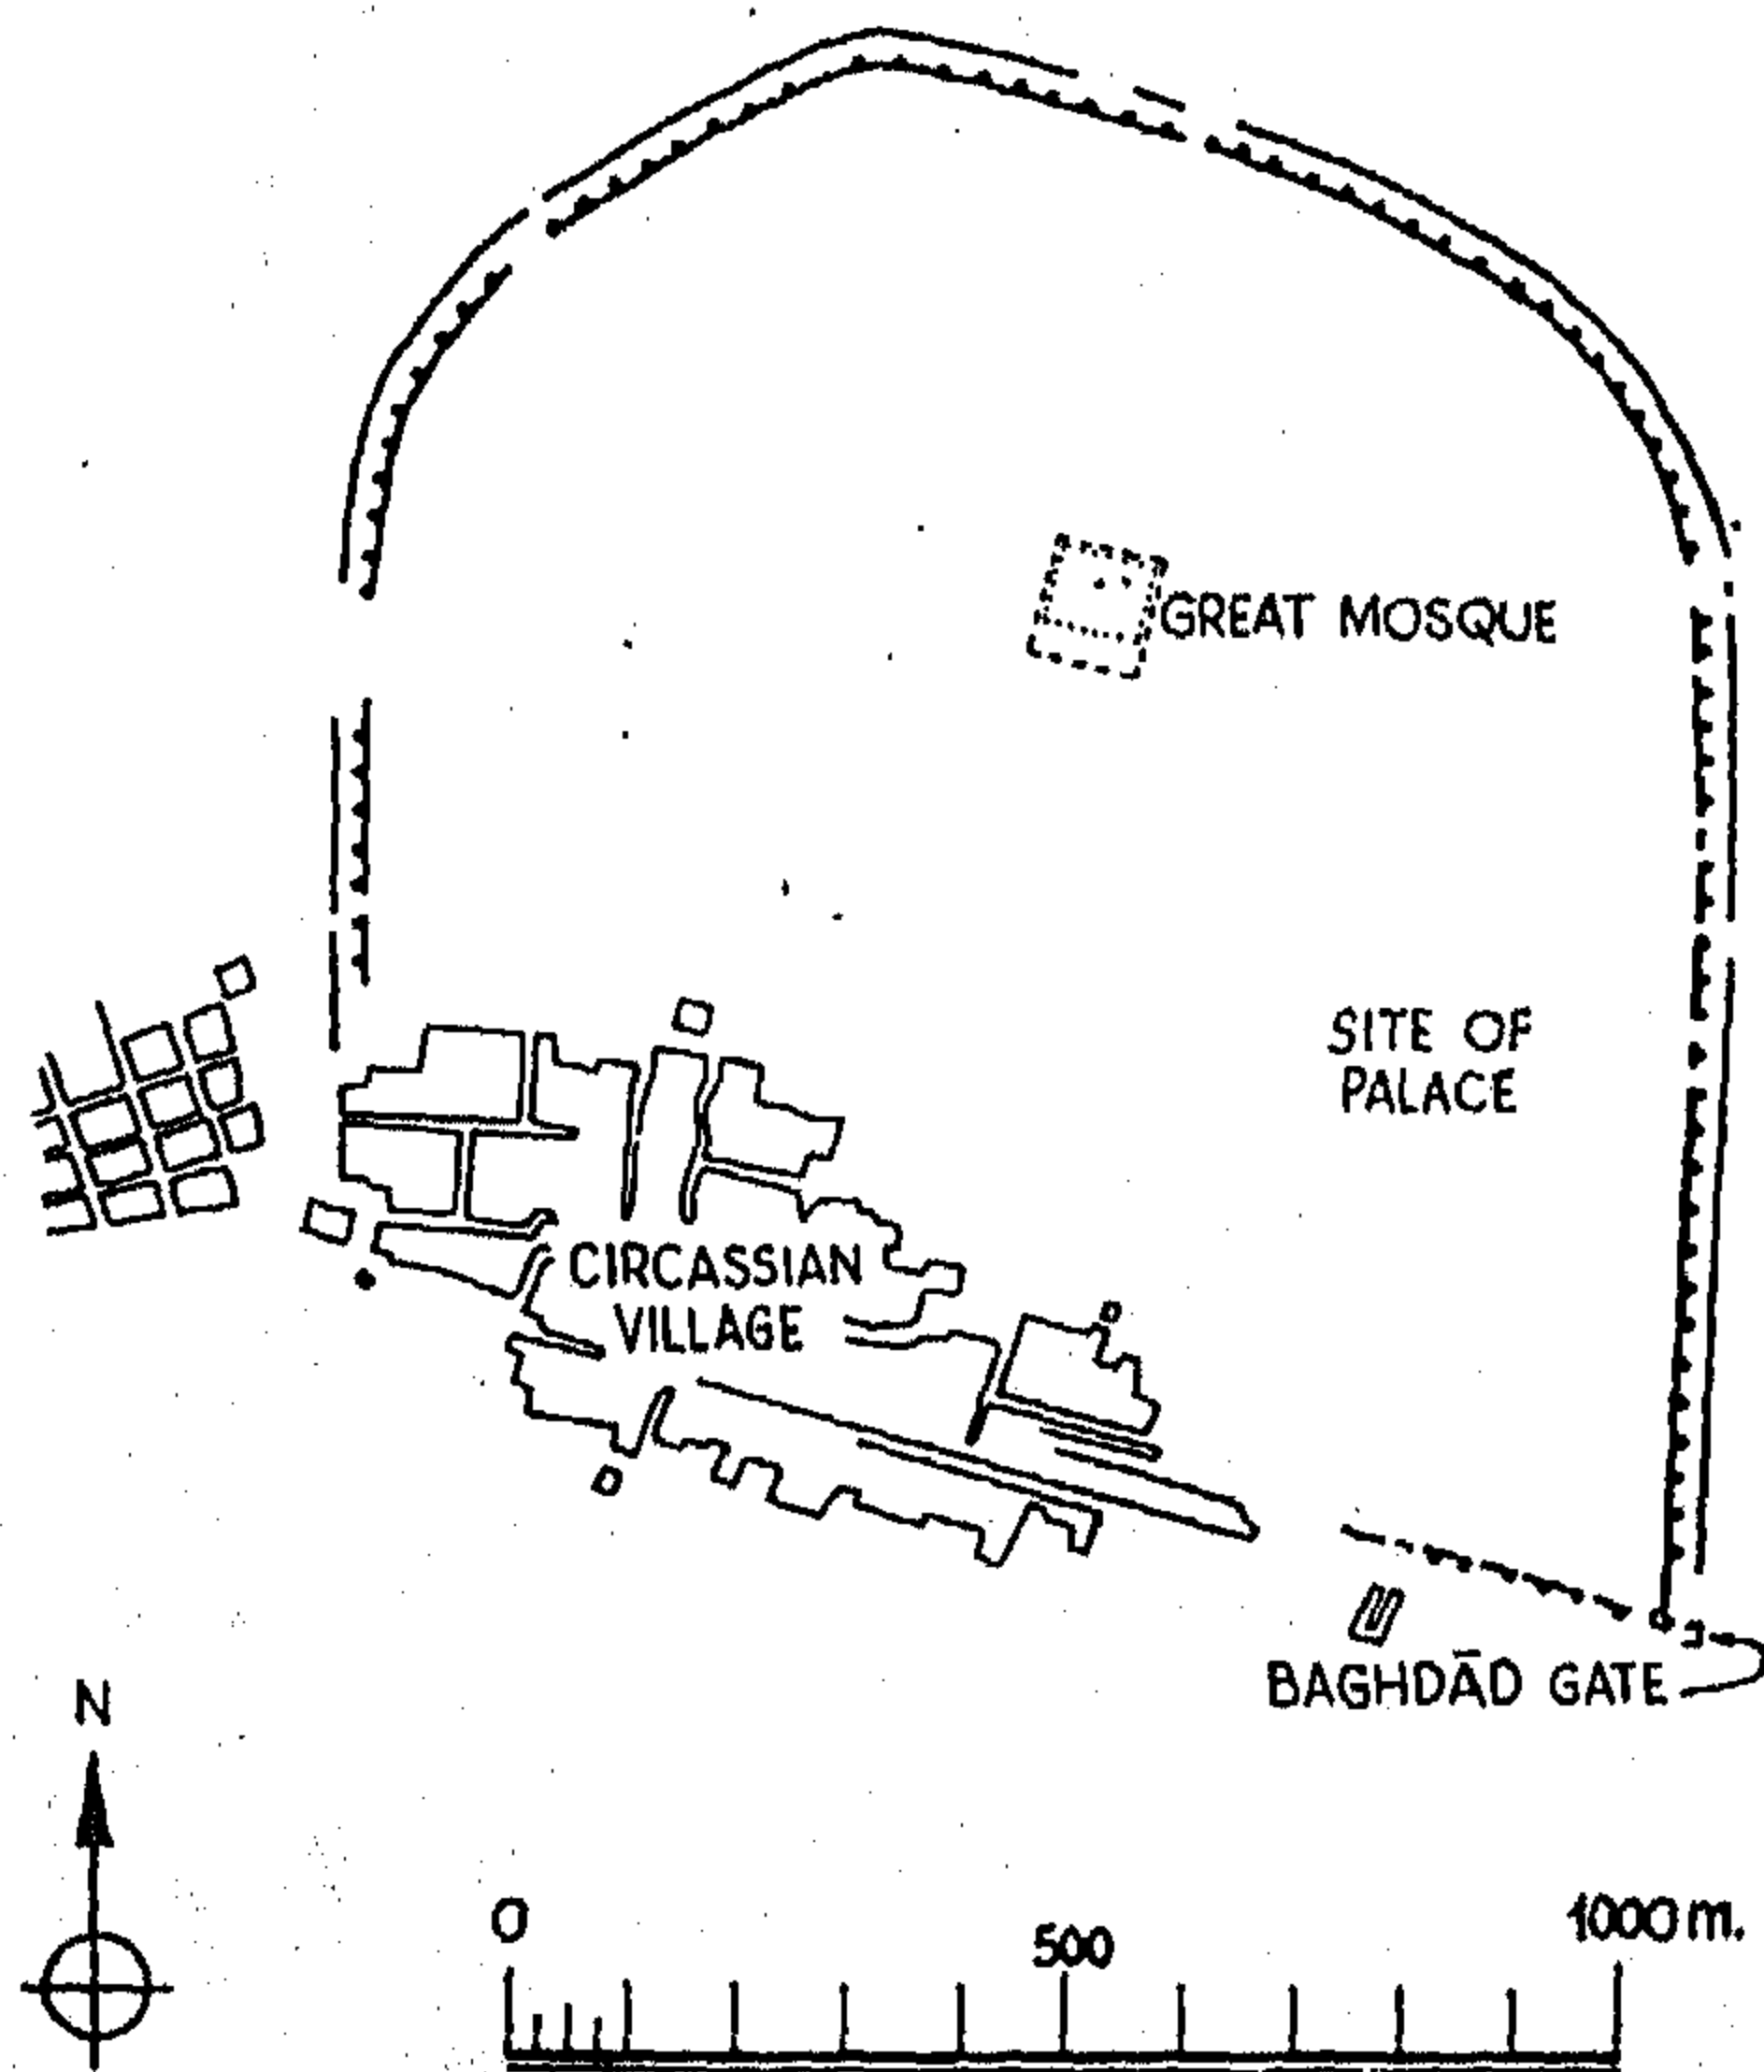 GREAT MOSQUE
SITE OF
PALACE
CIRCASSIAN
VILLAGE
BAGHDĀD GATE
N
0
500
1000 m.